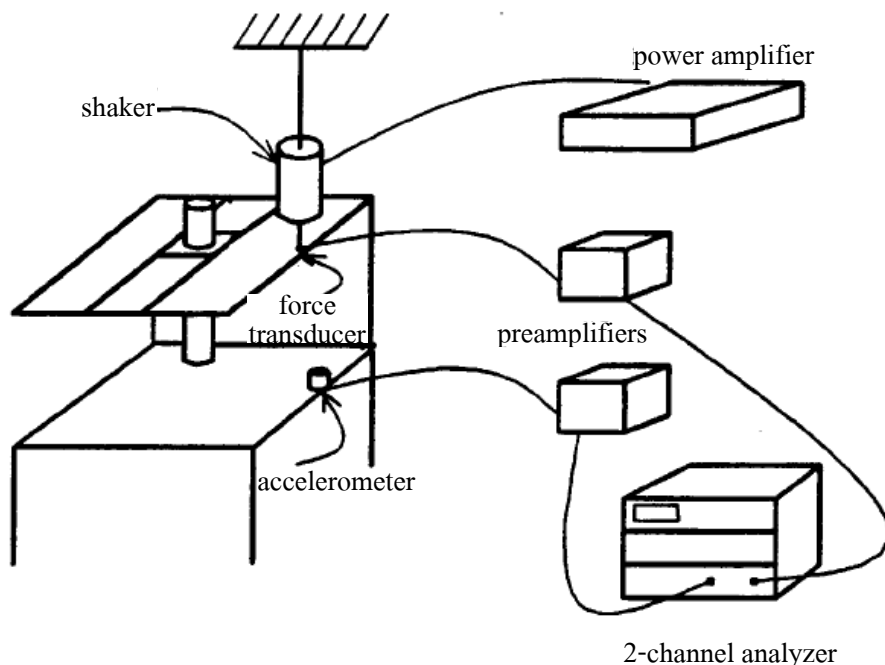 power amplifier
shaker
force
transducer
preamplifiers
accelerometer
2-channel analyzer